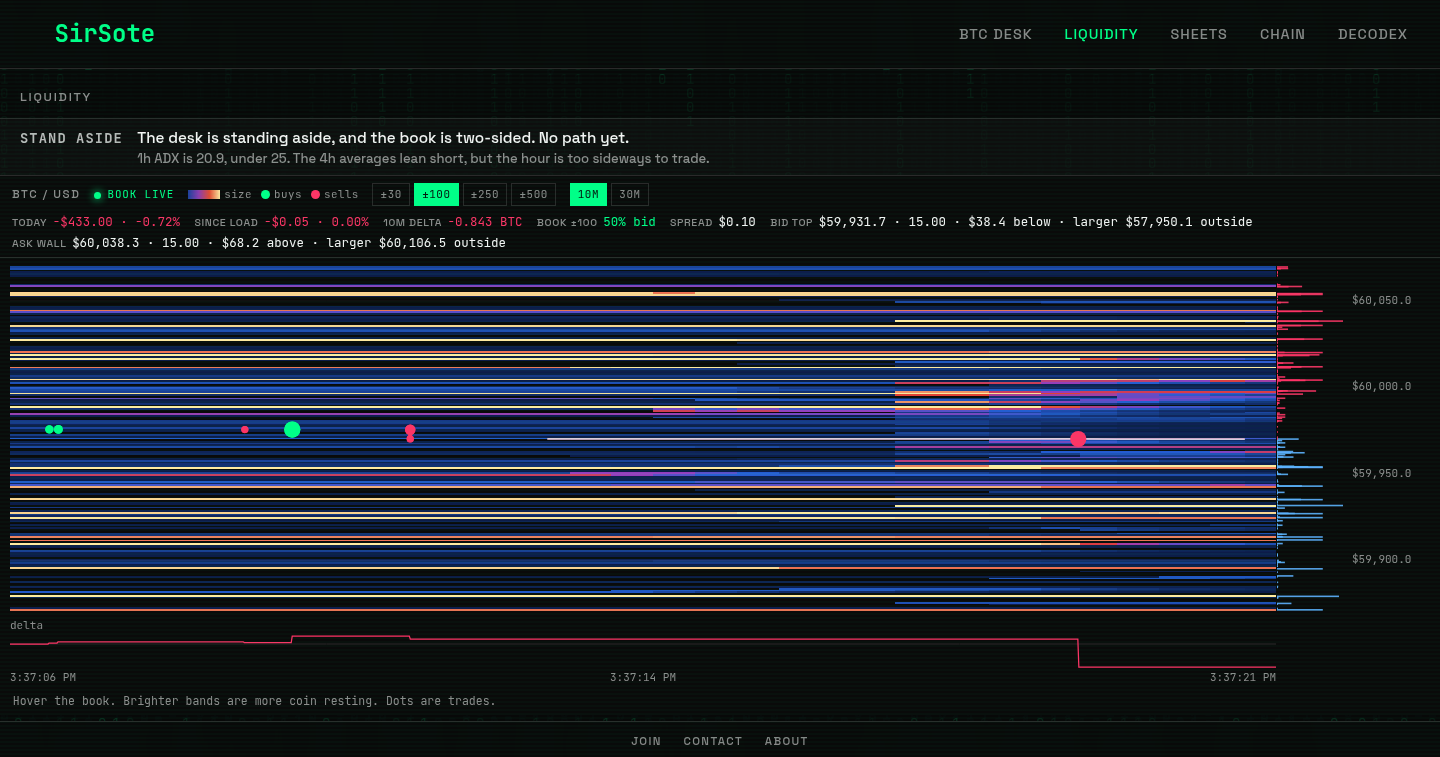 SirSote
BTC DESK LIQUIDITY SHEETS CHAIN DECODEX
LIQUIDITY
STAND ASIDE The desk is standing aside, and the book is two-sided. No path yet.
1h ADX is 20.9, under 25. The 4h averages lean short, but the hour is too sideways to trade.
BTC / USD BOOK LIVE size buys sells ±30 ±100 ±250 ±500 10M 30M
TODAY -$433.00 · -0.72% SINCE LOAD -$0.05 · 0.00% 10M DELTA -0.843 BTC BOOK ±100 50% bid SPREAD $0.10 BID TOP $59,931.7 · 15.00 · $38.4 below · larger $57,950.1 outside
ASK WALL $60,038.3 · 15.00 · $68.2 above · larger $60,106.5 outside
$60,050.0
$60,000.0
$59,950.0
$59,900.0
delta
3:37:06 PM 3:37:14 PM 3:37:21 PM
Hover the book. Brighter bands are more coin resting. Dots are trades.
JOIN CONTACT ABOUT